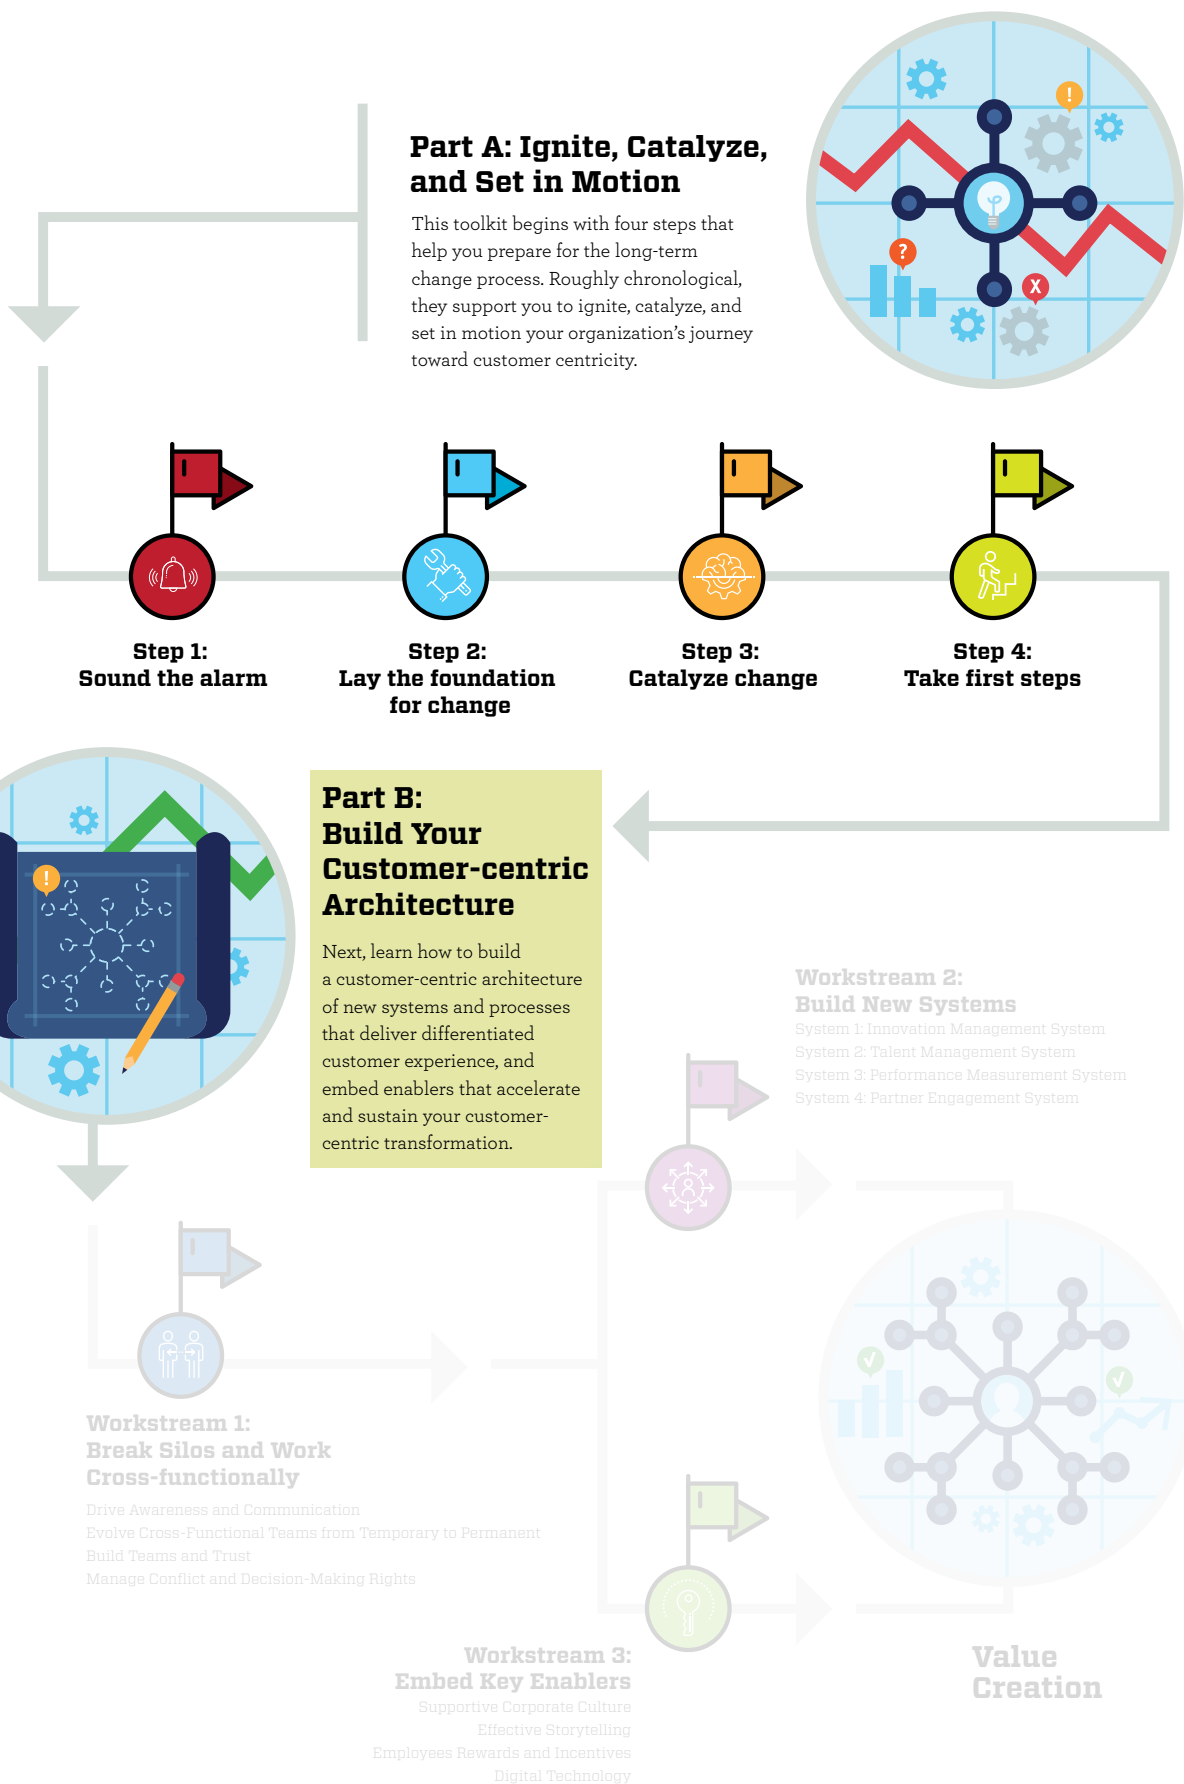 Part A: Ignite, Catalyze,
and Set in Motion
This toolkit begins with four steps that
help you prepare for the long-term
change process. Roughly chronological,
they support you to ignite, catalyze, and
set in motion your organization’s journey
toward customer centricity.
!
?
X
Step 1:
Sound the alarm
Step 2:
Lay the foundation
for change
Step 3:
Catalyze change
Step 4:
Take first steps
!
Part B:
Build Your
Customer-centric
Architecture
Next, learn how to build
a customer-centric architecture
of new systems and processes
that deliver differentiated
customer experience, and
embed enablers that accelerate
and sustain your customer-
centric transformation.
Workstream 2:
Build New Systems
System 1: Innovation Management System
System 2: Talent Management System
System 3: Performance Measurement System
System 4: Partner Engagement System
Workstream 1:
Break Silos and Work
Cross-functionally
Drive Awareness and Communication
Evolve Cross-Functional Teams from Temporary to Permanent
Build Teams and Trust
Manage Conflict and Decision-Making Rights
Workstream 3:
Embed Key Enablers
Supportive Corporate Culture
Effective Storytelling
Employees Rewards and Incentives
Digital Technology
Value
Creation